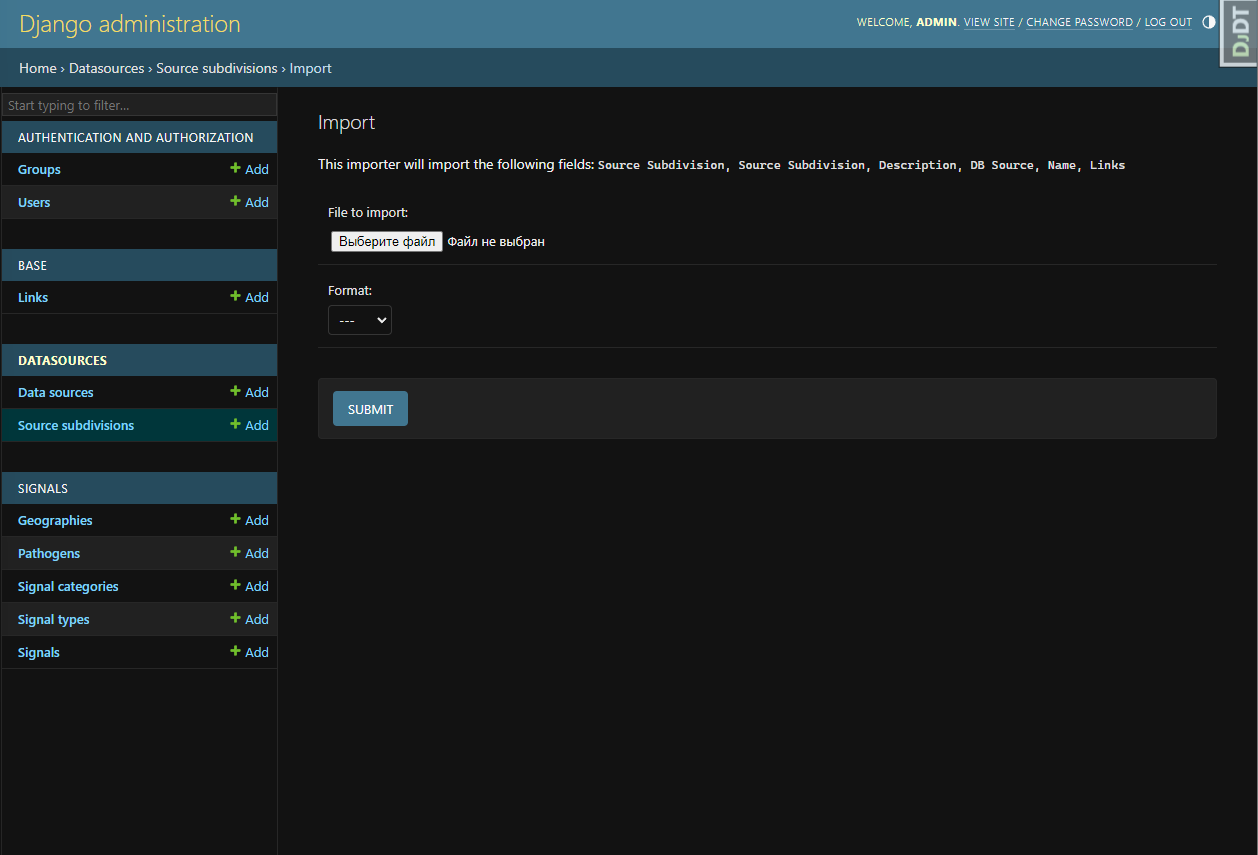 Django administration
WELCOME, ADMIN. VIEW SITE / CHANGE PASSWORD / LOG OUT
DJDT
Home › Datasources › Source subdivisions › Import
Start typing to filter...
AUTHENTICATION AND AUTHORIZATION
Groups + Add
Users + Add
BASE
Links + Add
DATASOURCES
Data sources + Add
Source subdivisions + Add
SIGNALS
Geographies + Add
Pathogens + Add
Signal categories + Add
Signal types + Add
Signals + Add
Import
This importer will import the following fields: Source Subdivision, Source Subdivision, Description, DB Source, Name, Links
File to import:
Выберите файл Файл не выбран
Format:
---
SUBMIT